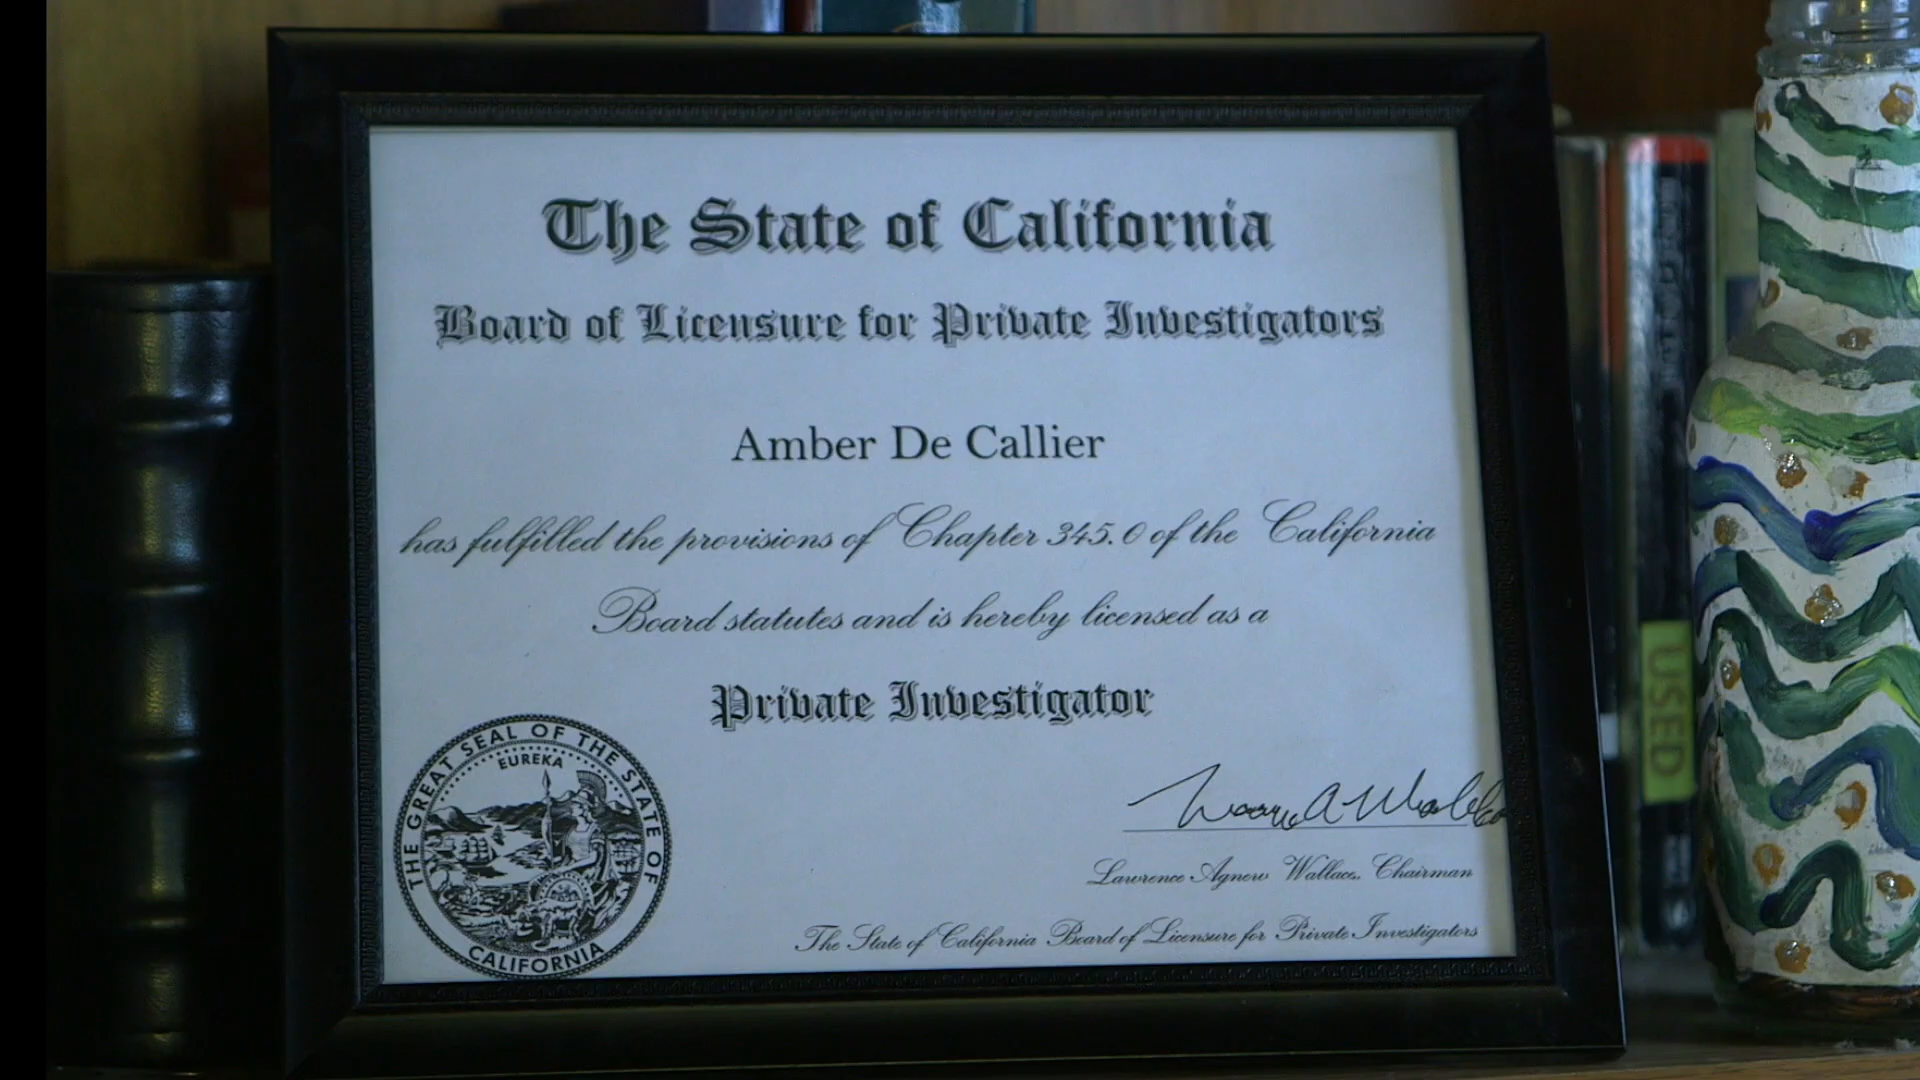 The State of California
Board of Licensure for Private Investigators
Amber De Callier
has fulfilled the provisions of Chapter 345.0 of the California
Board statutes and is hereby licensed as a
Private Investigator
THE GREAT SEAL OF THE STATE OF CALIFORNIA
EUREKA
Lawrence Agnew Wallace, Chairman
The State of California Board of Licensure for Private Investigators
USED